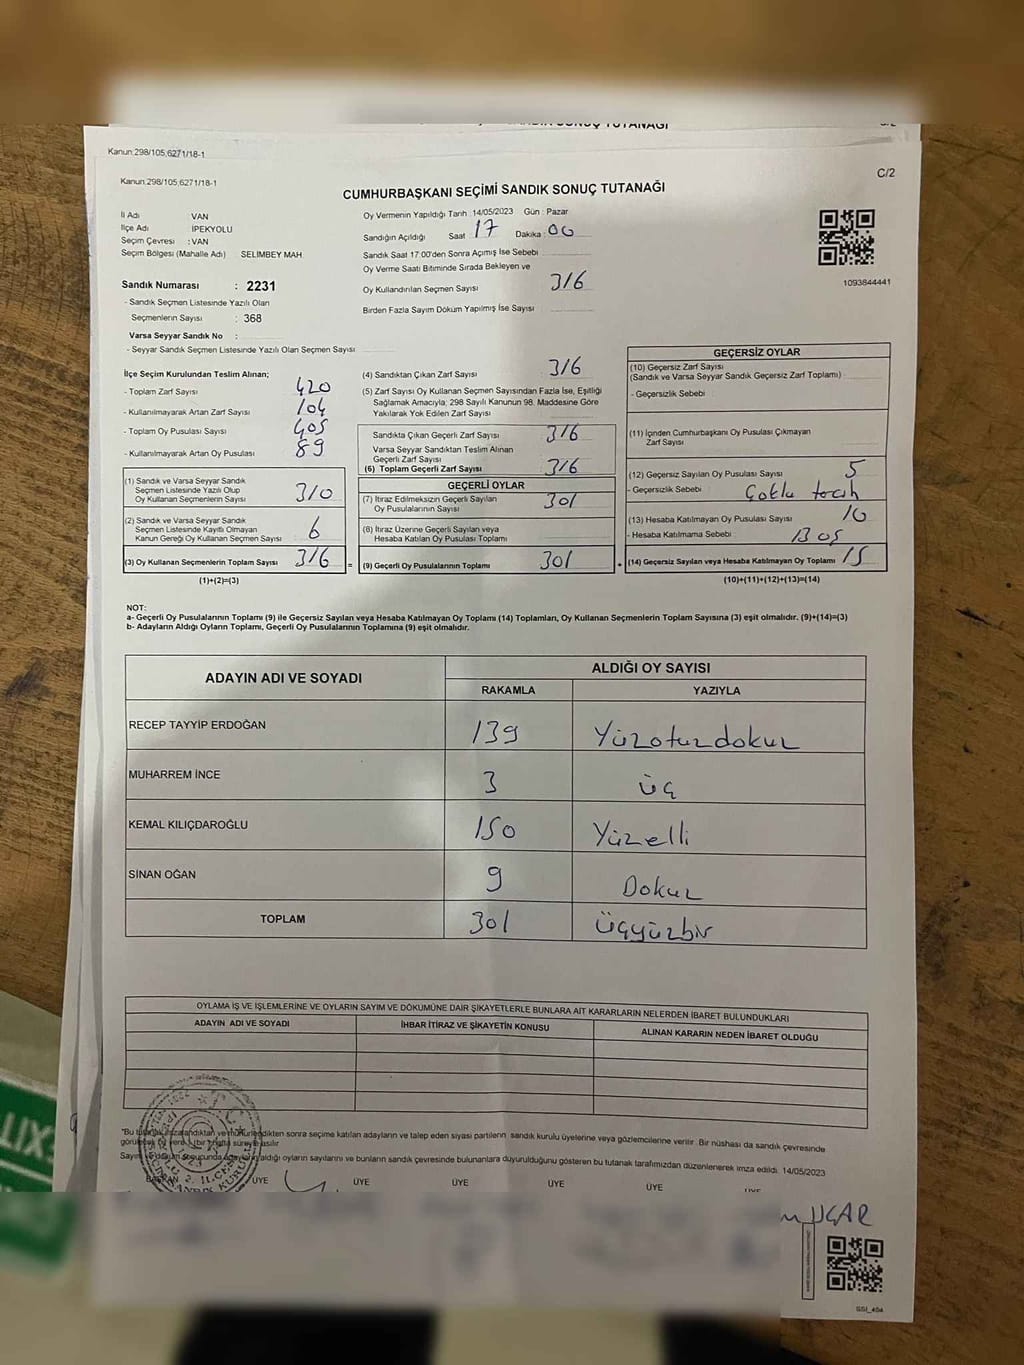 SANDIK SONUÇ TUTANAĞI
Kanun:298/105,6271/18-1
Kanun:298/105,6271/18-1
C/2
CUMHURBAŞKANI SEÇİMİ SANDIK SONUÇ TUTANAĞI
İl Adı : VAN
İlçe Adı İPEKYOLU
Seçim Çevresi : VAN
Seçim Bölgesi (Mahalle Adı) SELIMBEY MAH.
Oy Vermenin Yapıldığı Tarih :14/05/2023 Gün : Pazar
Sandığın Açıldığı Saat : 17 Dakika : 00
Sandık Saat 17:00'den Sonra Açımış İse Sebebi
Oy Verme Saati Bitiminde Sırada Bekleyen ve
Oy Kullandırılan Seçmen Sayısı 316
Birden Fazla Sayım Döküm Yapılmış İse Sayısı
1093844441
Sandık Numarası : 2231
- Sandık Seçmen Listesinde Yazılı Olan
Seçmenlerin Sayısı : 368
Varsa Seyyar Sandık No :
- Seyyar Sandık Seçmen Listesinde Yazılı Olan Seçmen Sayısı
İlçe Seçim Kurulundan Teslim Alınan;
- Toplam Zarf Sayısı 420
- Kullanılmayarak Artan Zarf Sayısı 104
- Toplam Oy Pusulası Sayısı 405
- Kullanılmayarak Artan Oy Pusulası 89
(1) Sandık ve Varsa Seyyar Sandık
Seçmen Listesinde Yazılı Olup
Oy Kullanan Seçmenlerin Sayısı 310
(2) Sandık ve Varsa Seyyar Sandık
Seçmen Listesinde Kayıtlı Olmayan
Kanun Gereği Oy Kullanan Seçmen Sayısı 6
(3) Oy Kullanan Seçmenlerin Toplam Sayısı 316 =
(1)+(2)=(3)
(4) Sandıktan Çıkan Zarf Sayısı 316
(5) Zarf Sayısı Oy Kullanan Seçmen Sayısından Fazla İse, Eşitliği
Sağlamak Amacıyla; 298 Sayılı Kanunun 98. Maddesine Göre
Yakılarak Yok Edilen Zarf Sayısı
Sandıkta Çıkan Geçerli Zarf Sayısı 316
Varsa Seyyar Sandıktan Teslim Alınan
Geçerli Zarf Sayısı
(6) Toplam Geçerli Zarf Sayısı 316
GEÇERLİ OYLAR
(7) İtiraz Edilmeksizin Geçerli Sayılan
Oy Pusulalarının Sayısı 301
(8) İtiraz Üzerine Geçerli Sayılan veya
Hesaba Katılan Oy Pusulası Toplamı
(9) Geçerli Oy Pusulalarının Toplamı 301 +
GEÇERSİZ OYLAR
(10) Geçersiz Zarf Sayısı
(Sandık ve Varsa Seyyar Sandık Geçersiz Zarf Toplamı)
- Geçersizlik Sebebi
(11) İçinden Cumhurbaşkanı Oy Pusulası Çıkmayan
Zarf Sayısı
(12) Geçersiz Sayılan Oy Pusulası Sayısı 5
- Geçersizlik Sebebi Çoklu tercih
(13) Hesaba Katılmayan Oy Pusulası Sayısı 10
- Hesaba Katılmama Sebebi Boş
(14) Geçersiz Sayılan veya Hesaba Katılmayan Oy Toplamı 15
(10)+(11)+(12)+(13)=(14)
NOT:
a- Geçerli Oy Pusulalarının Toplamı (9) ile Geçersiz Sayılan veya Hesaba Katılmayan Oy Toplamı (14) Toplamları, Oy Kullanan Seçmenlerin Toplam Sayısına (3) eşit olmalıdır. (9)+(14)=(3)
b- Adayların Aldığı Oyların Toplamı, Geçerli Oy Pusulalarının Toplamına (9) eşit olmalıdır.
ADAYIN ADI VE SOYADI
ALDIĞI OY SAYISI
RAKAMLA YAZIYLA
RECEP TAYYİP ERDOĞAN 139 Yüzotuzdokuz
MUHARREM İNCE 3 üç
KEMAL KILIÇDAROĞLU 150 Yüzelli
SİNAN OĞAN 9 Dokuz
TOPLAM 301 Üçyüzbir
OYLAMA İŞ VE İŞLEMLERİNE VE OYLARIN SAYIM VE DÖKÜMÜNE DAİR ŞİKAYETLERLE BUNLARA AİT KARARLARIN NELERDEN İBARET BULUNDUKLARI
ADAYIN ADI VE SOYADI İHBAR İTİRAZ VE ŞİKAYETİN KONUSU ALINAN KARARIN NEDEN İBARET OLDUĞU
"Bu tutanak imzalandıktan ve mühürlendikten sonra seçime katılan adayların ve talep eden siyasi partilerin sandık kurulu üyelerine veya gözlemcilerine verilir. Bir nüshası da sandık çevresinde
görülecek bir yere (bir hafta süreyle) asılır
Sayım ve döküm sonucunda adayların aldığı oyların sayılarını ve bunların sandık çevresinde bulunanlara duyurulduğunu gösteren bu tutanak tarafımızdan düzenlenerek imza edildi. 14/05/2023
BAŞKAN ÜYE ÜYE ÜYE ÜYE ÜYE ÜYE
UÇAR
SSI_404